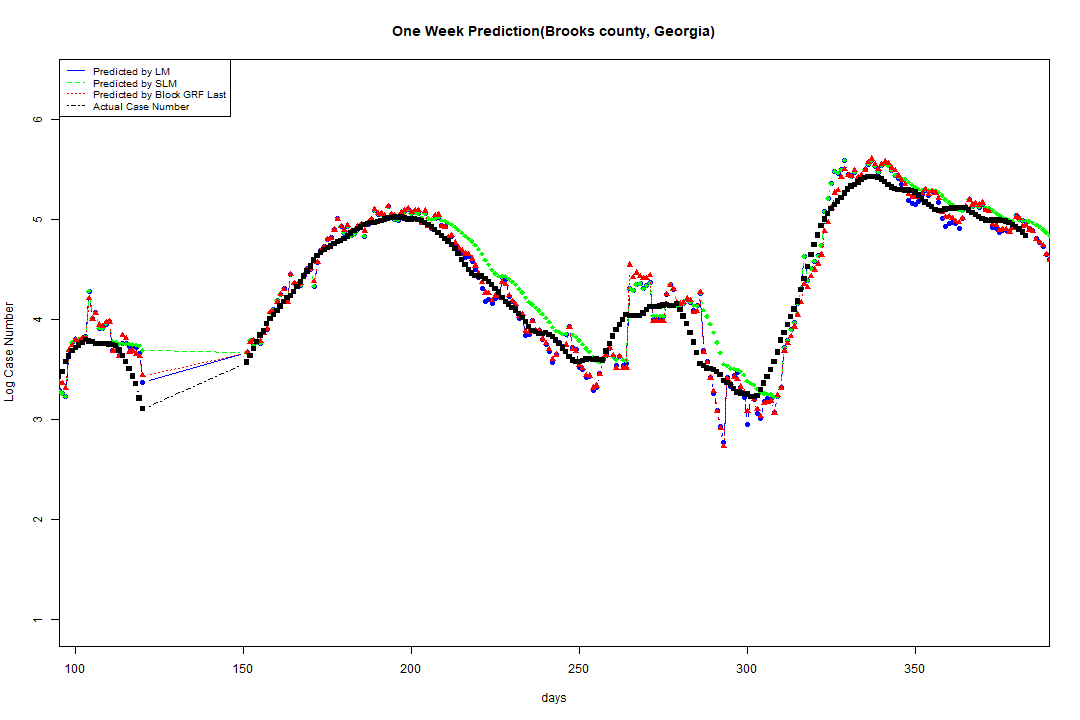 One Week Prediction(Brooks county, Georgia)
Predicted by LM
Predicted by SLM
Predicted by Block GRF Last
Actual Case Number
6
5
4
3
2
1
Log Case Number
100 150 200 250 300 350
days